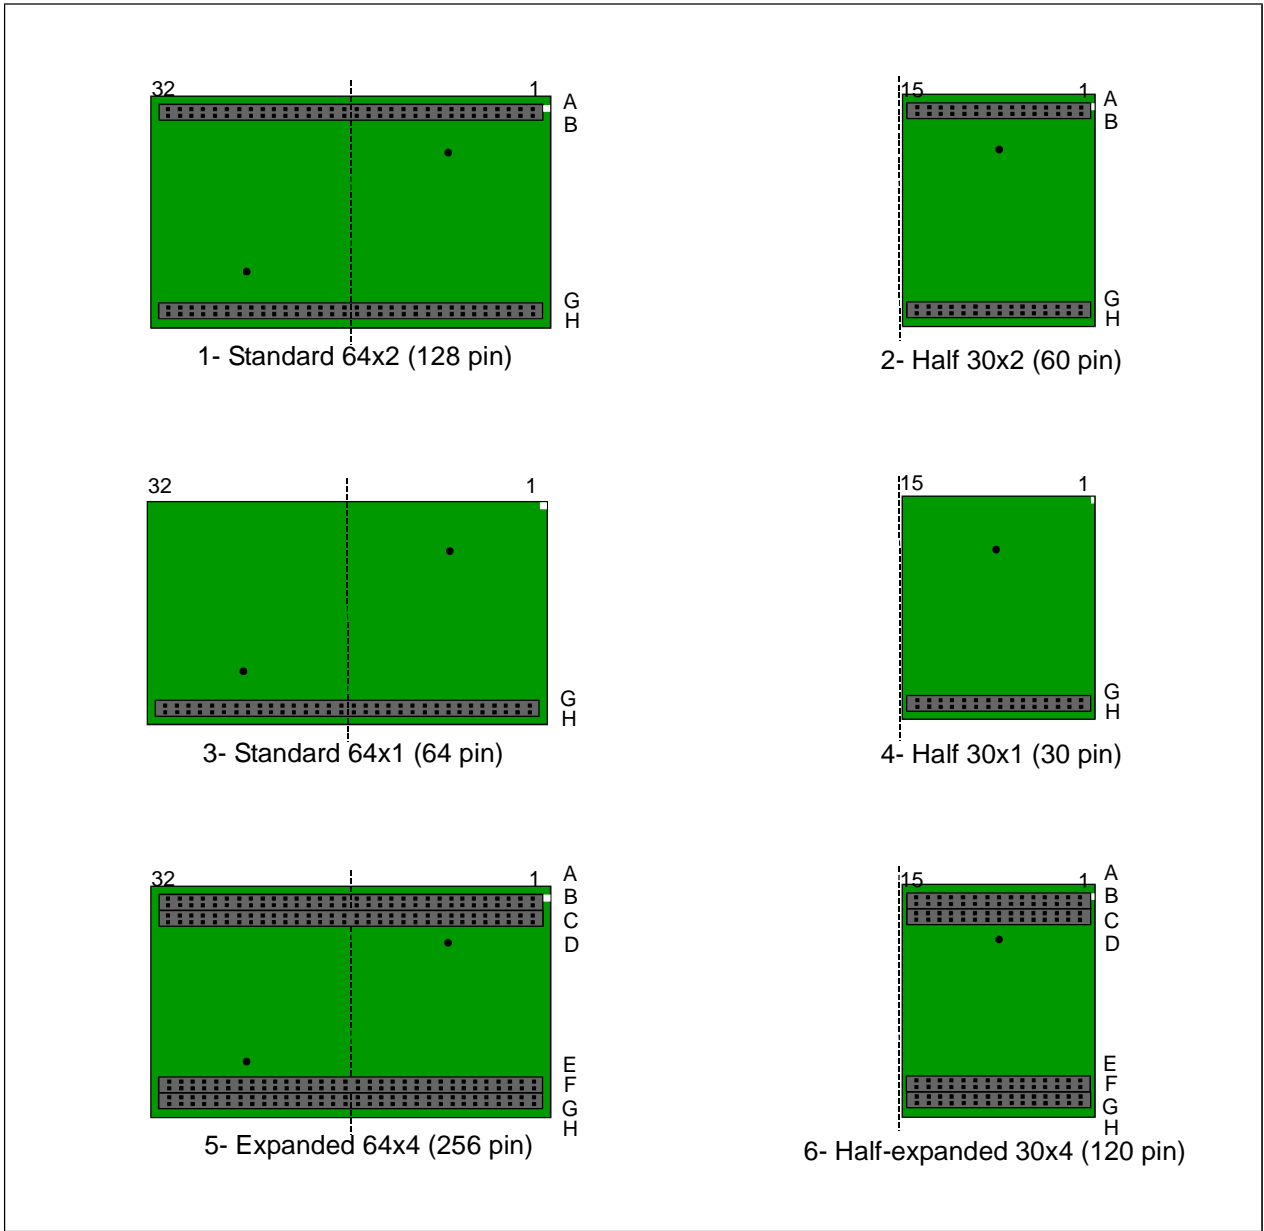 32 1 A
B
G
H
1- Standard 64x2 (128 pin)
15 1 A
B
G
H
2- Half 30x2 (60 pin)
32 1
G
H
3- Standard 64x1 (64 pin)
15 1
G
H
4- Half 30x1 (30 pin)
32 1 A
B
C
D
E
F
G
H
5- Expanded 64x4 (256 pin)
15 1 A
B
C
D
E
F
G
H
6- Half-expanded 30x4 (120 pin)